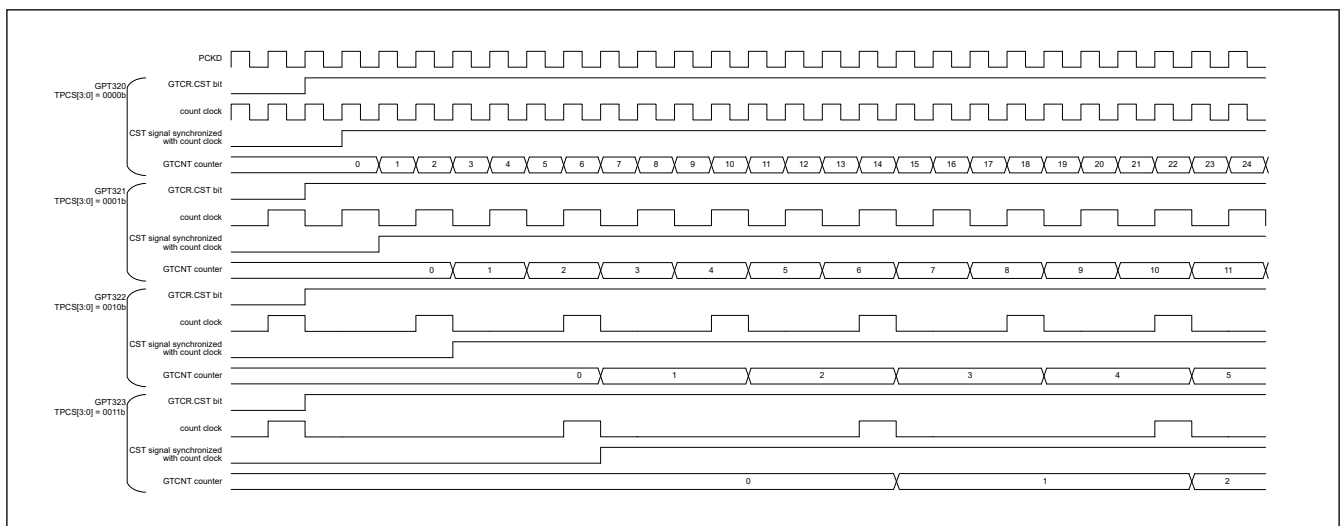 PCKD
GPT320
TPCS[3:0] = 0000b
GTCR.CST bit
count clock
CST signal synchronized
with count clock
GTCNT counter
0 1 2 3 4 5 6 7 8 9 10 11 12 13 14 15 16 17 18 19 20 21 22 23 24
GPT321
TPCS[3:0] = 0001b
GTCR.CST bit
count clock
CST signal synchronized
with count clock
GTCNT counter
0 1 2 3 4 5 6 7 8 9 10 11
GPT322
TPCS[3:0] = 0010b
GTCR.CST bit
count clock
CST signal synchronized
with count clock
GTCNT counter
0 1 2 3 4 5
GPT323
TPCS[3:0] = 0011b
GTCR.CST bit
count clock
CST signal synchronized
with count clock
GTCNT counter
0 1 2